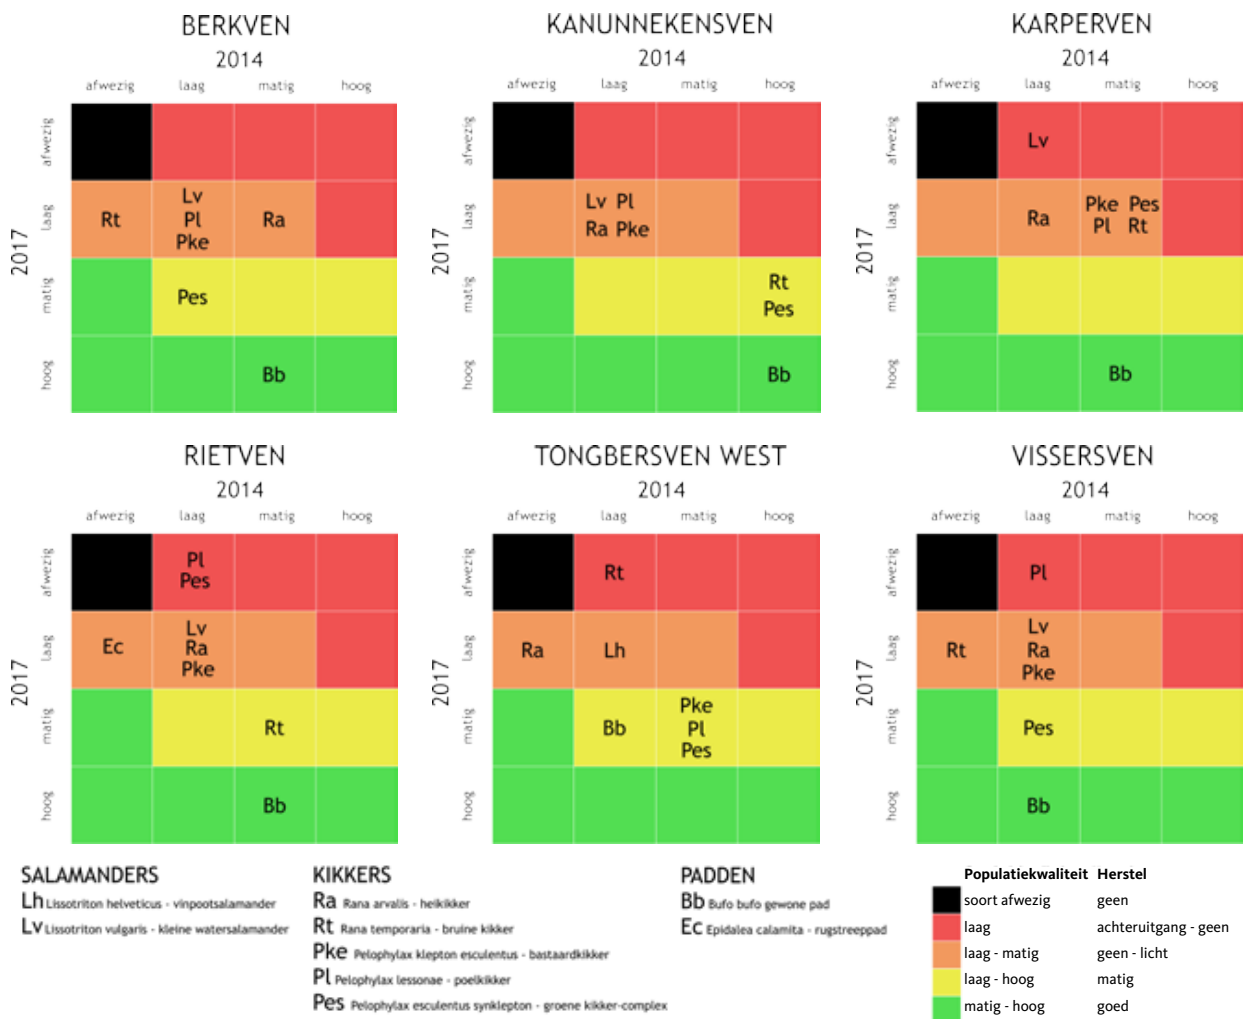 BERKVEN
2014
afwezig laag matig hoog
2017
afwezig
laag
Rt
Lv
Pl
Pke
Ra
matig
Pes
hoog
Bb
KANUNNEKENSVEN
2014
afwezig laag matig hoog
2017
afwezig
laag
Lv Pl
Ra Pke
matig
Rt
Pes
hoog
Bb
KARPERVEN
2014
afwezig laag matig hoog
2017
afwezig
Lv
laag
Ra
Pke Pes
Pl Rt
matig
hoog
Bb
RIETVEN
2014
afwezig laag matig hoog
2017
afwezig
Pl
Pes
laag
Ec
Lv
Ra
Pke
matig
Rt
hoog
Bb
TONGBERSVEN WEST
2014
afwezig laag matig hoog
2017
afwezig
Rt
laag
Ra
Lh
matig
Bb
Pke
Pl
Pes
hoog
VISSERSVEN
2014
afwezig laag matig hoog
2017
afwezig
Pl
laag
Rt
Lv
Ra
Pke
matig
Pes
hoog
Bb
SALAMANDERS
Lh Lissotriton helveticus - vinpootsalamander
Lv Lissotriton vulgaris - kleine watersalamander
KIKKERS
Ra Rana arvalis - heikikker
Rt Rana temporaria - bruine kikker
Pke Pelophylax klepton esculentus - bastaardkikker
Pl Pelophylax lessonae - poelkikker
Pes Pelophylax esculentus synklepton - groene kikker-complex
PADDEN
Bb Bufo bufo gewone pad
Ec Epidalea calamita - rugstreeppad
Populatiekwaliteit Herstel
soort afwezig geen
laag achteruitgang - geen
laag - matig geen - licht
laag - hoog matig
matig - hoog goed